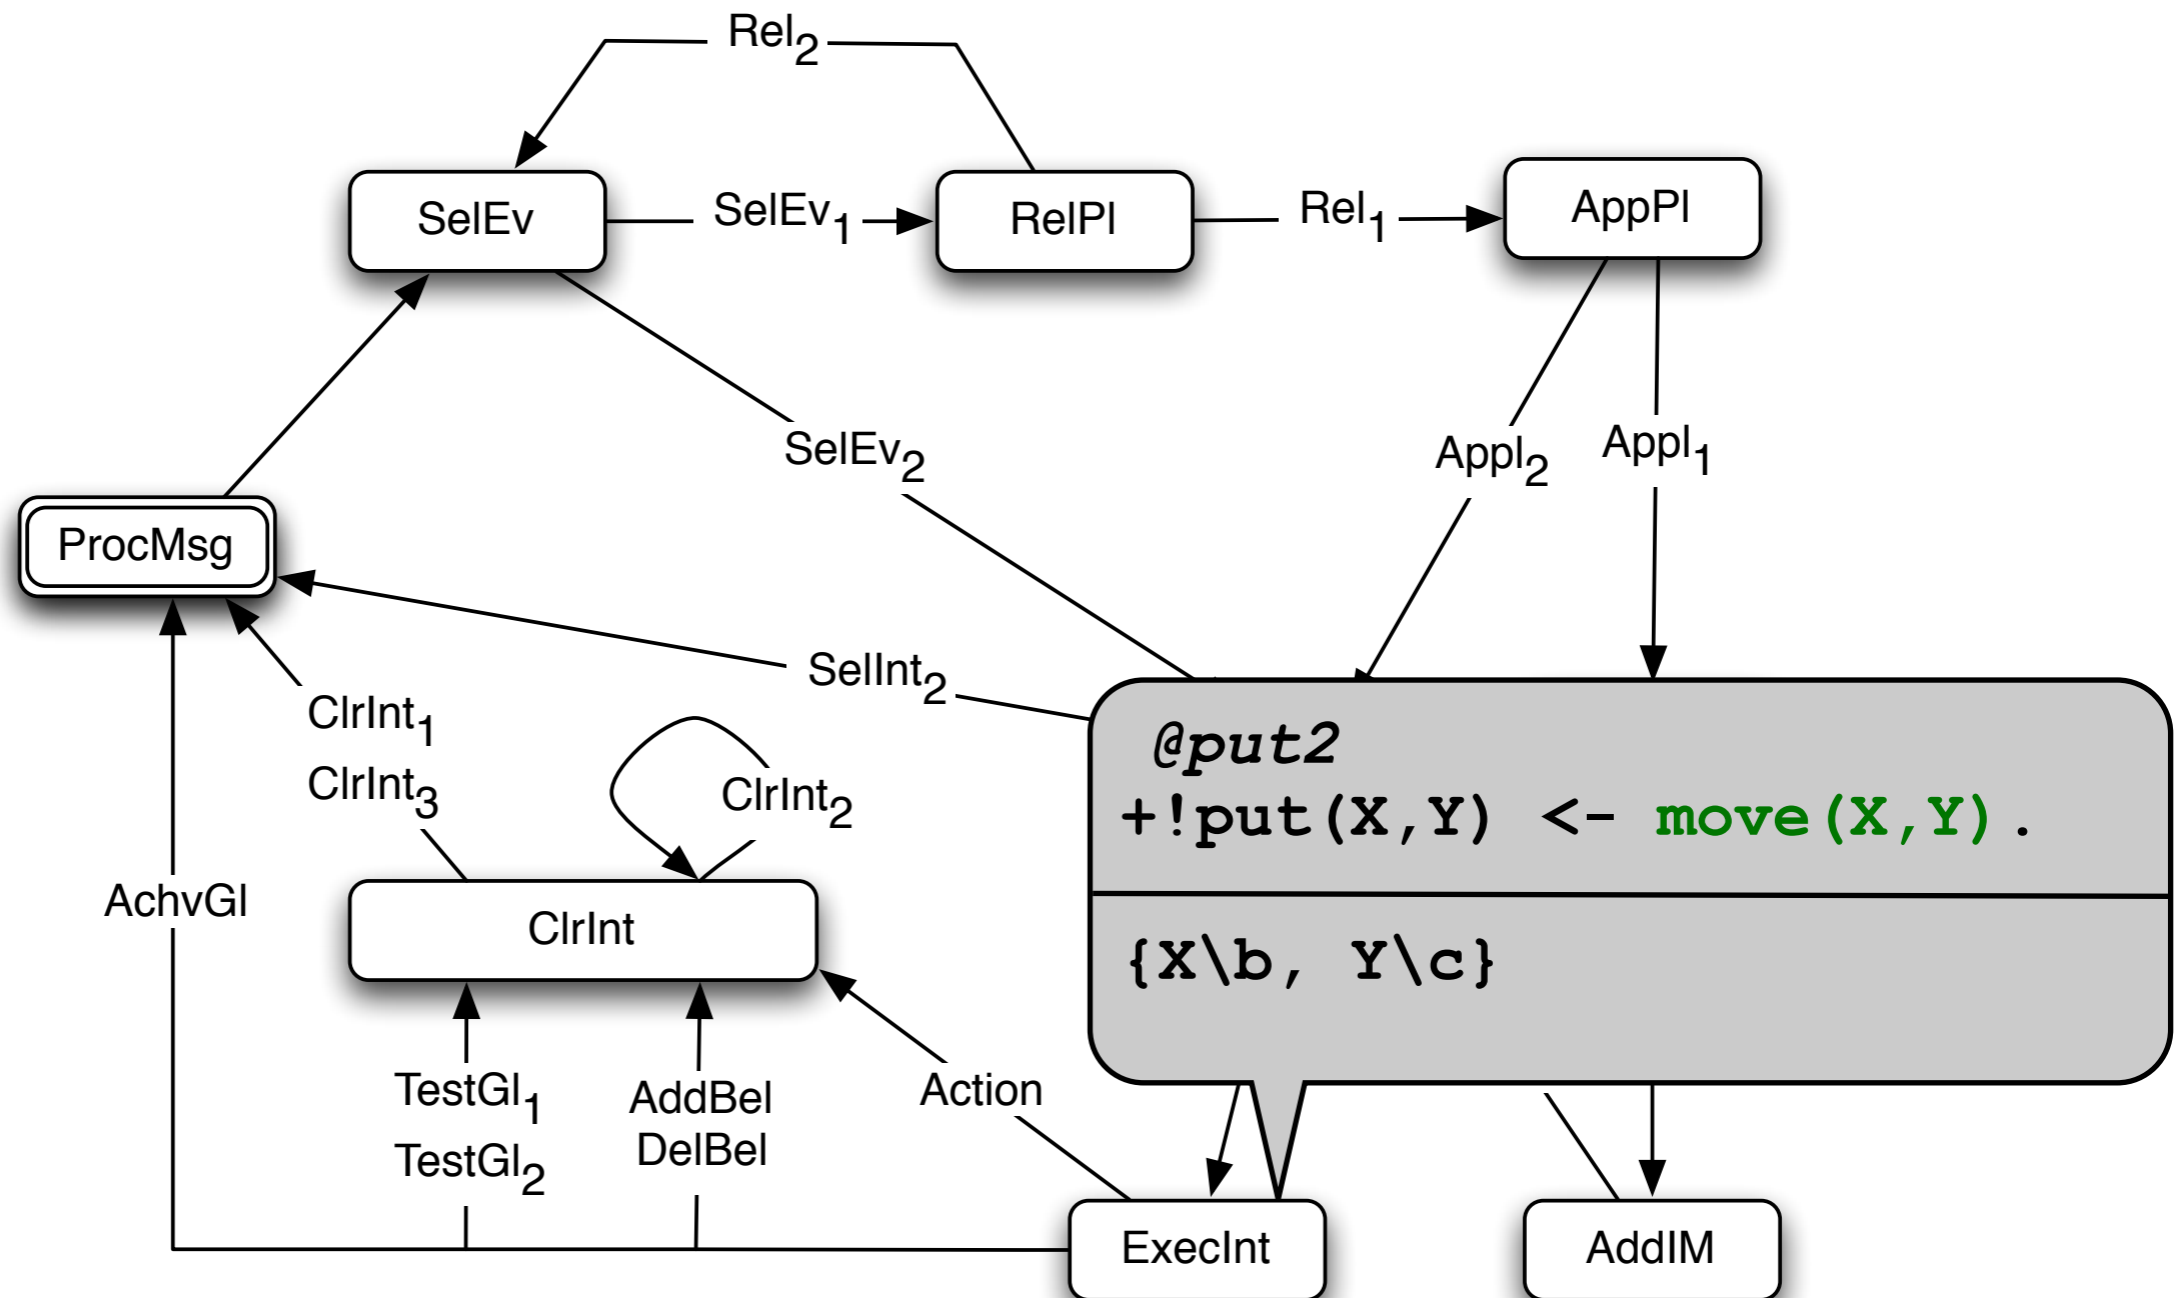 Rel2
SelEv
SelEv1
RelPl
Rel1
AppPl
SelEv2
Appl2
Appl1
ProcMsg
SelInt2
ClrInt1
ClrInt3
ClrInt2
@put2
+!put(X,Y) <- move(X,Y).
{X\b, Y\c}
AchvGl
ClrInt
TestGl1
TestGl2
AddBel
DelBel
Action
ExecInt
AddIM